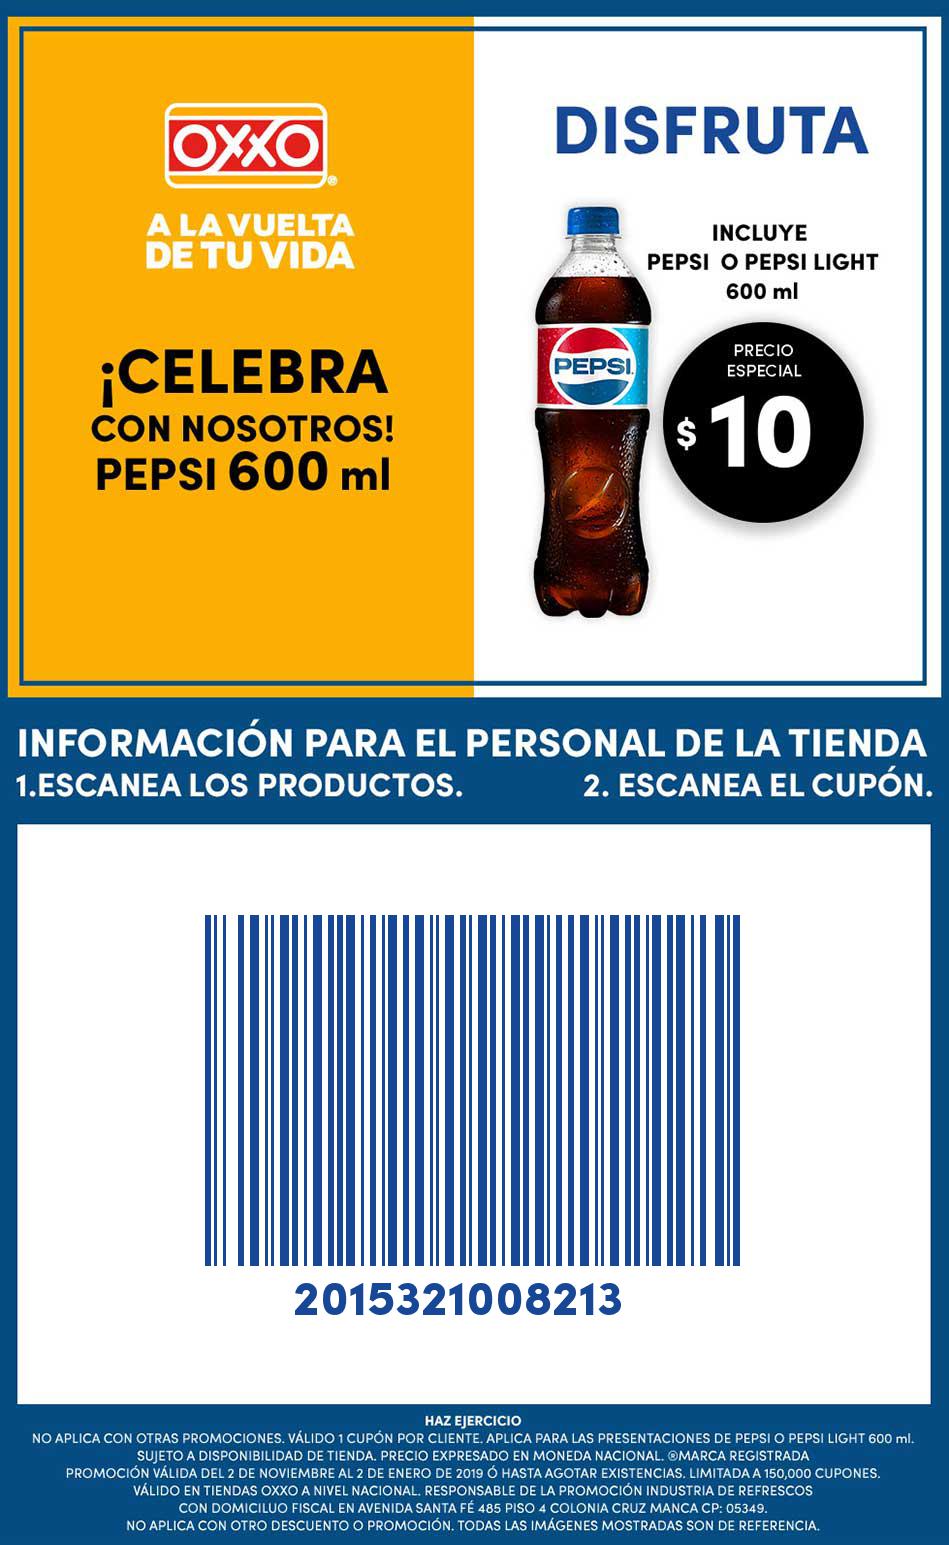 OXXO®
A LA VUELTA
DE TU VIDA
¡CELEBRA
CON NOSOTROS!
PEPSI 600 ml
DISFRUTA
INCLUYE
PEPSI O PEPSI LIGHT
600 ml
PEPSI.
PRECIO
ESPECIAL
$ 10
INFORMACIÓN PARA EL PERSONAL DE LA TIENDA
1.ESCANEA LOS PRODUCTOS. 2. ESCANEA EL CUPÓN.
2015321008213
HAZ EJERCICIO
NO APLICA CON OTRAS PROMOCIONES. VÁLIDO 1 CUPÓN POR CLIENTE. APLICA PARA LAS PRESENTACIONES DE PEPSI O PEPSI LIGHT 600 ml.
SUJETO A DISPONIBILIDAD DE TIENDA. PRECIO EXPRESADO EN MONEDA NACIONAL. ®MARCA REGISTRADA
PROMOCIÓN VÁLIDA DEL 2 DE NOVIEMBRE AL 2 DE ENERO DE 2019 Ó HASTA AGOTAR EXISTENCIAS. LIMITADA A 150,000 CUPONES.
VÁLIDO EN TIENDAS OXXO A NIVEL NACIONAL. RESPONSABLE DE LA PROMOCIÓN INDUSTRIA DE REFRESCOS
CON DOMICILUO FISCAL EN AVENIDA SANTA FÉ 485 PISO 4 COLONIA CRUZ MANCA CP: 05349.
NO APLICA CON OTRO DESCUENTO O PROMOCIÓN. TODAS LAS IMÁGENES MOSTRADAS SON DE REFERENCIA.